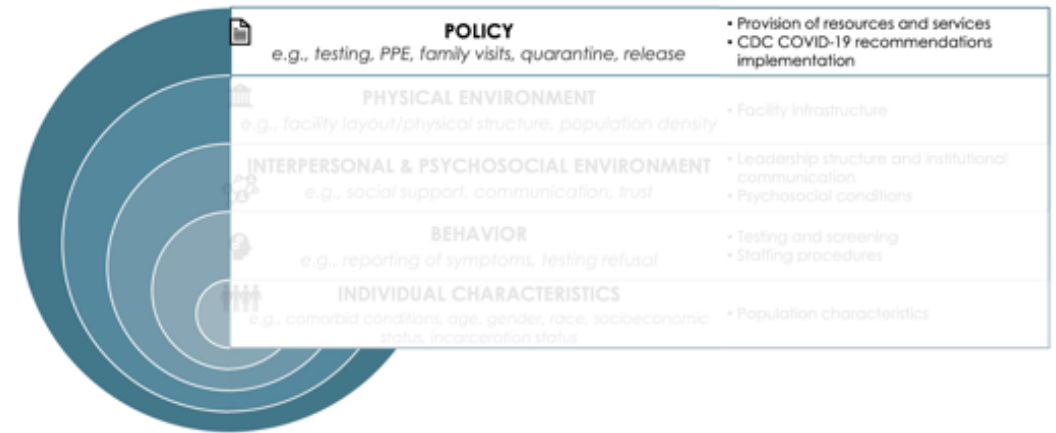 POLICY
e.g., testing, PPE, family visits, quarantine, release
• Provision of resources and services
• CDC COVID-19 recommendations
implementation
PHYSICAL ENVIRONMENT
e.g., facility layout/physical structure, population density
• Facility infrastructure
INTERPERSONAL & PSYCHOSOCIAL ENVIRONMENT
e.g., social support, communication, trust
• Leadership structure and institutional
communication
• Psychosocial conditions
BEHAVIOR
e.g., reporting of symptoms, testing refusal
• Testing and screening
• Staffing procedures
INDIVIDUAL CHARACTERISTICS
e.g., comorbid conditions, age, gender, race, socioeconomic
status, incarceration status
• Population characteristics